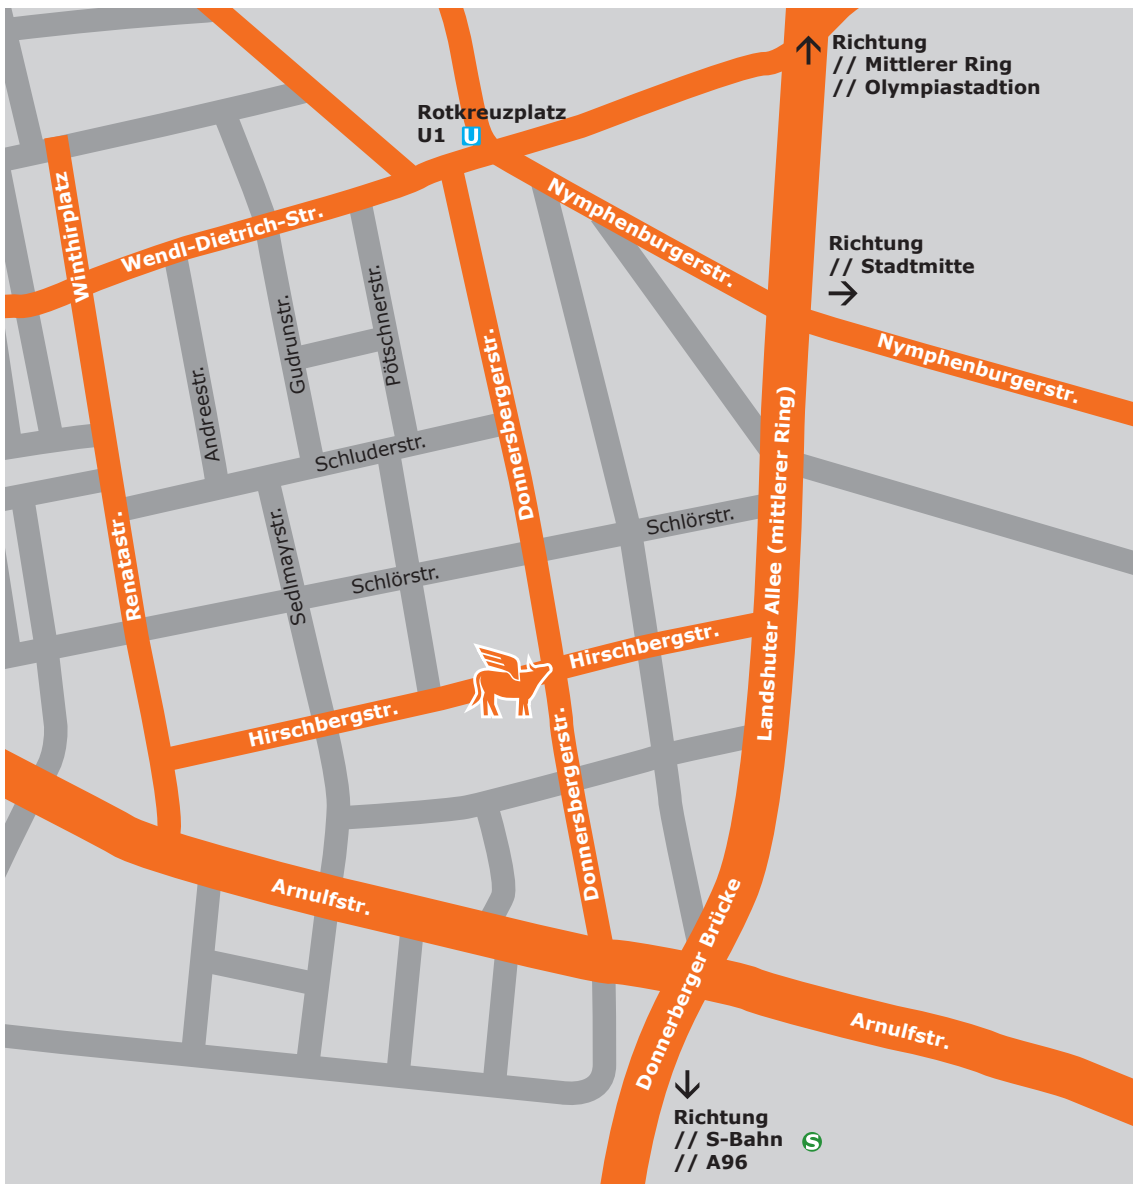 Richtung
// Mittlerer Ring
// Olympiastadtion
Rotkreuzplatz
U1 U
Winthirplatz
Wendl-Dietrich-Str.
Nymphenburgerstr.
Richtung
// Stadtmitte
Nymphenburgerstr.
Andreestr.
Gudrunstr.
Pötschnerstr.
Donnersbergerstr.
Schluderstr.
Landshuter Allee (mittlerer Ring)
Renatastr.
Sedlmayrstr.
Schlörstr.
Schlörstr.
Hirschbergstr.
Hirschbergstr.
Donnersbergerstr.
Arnulfstr.
Donnerberger Brücke
Arnulfstr.
Richtung
// S-Bahn S
// A96